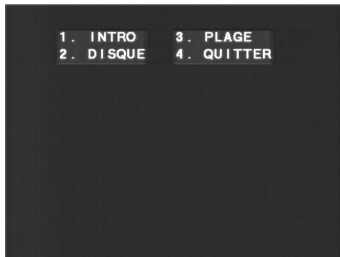 1. INTRO 3. PLAGE
2. DISQUE 4. QUITTER